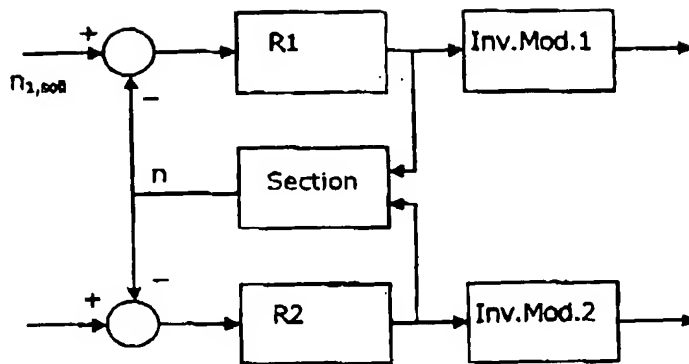 +
R1
Inv.Mod.1
n₁,soll
−
n
Section
−
+
R2
Inv.Mod.2